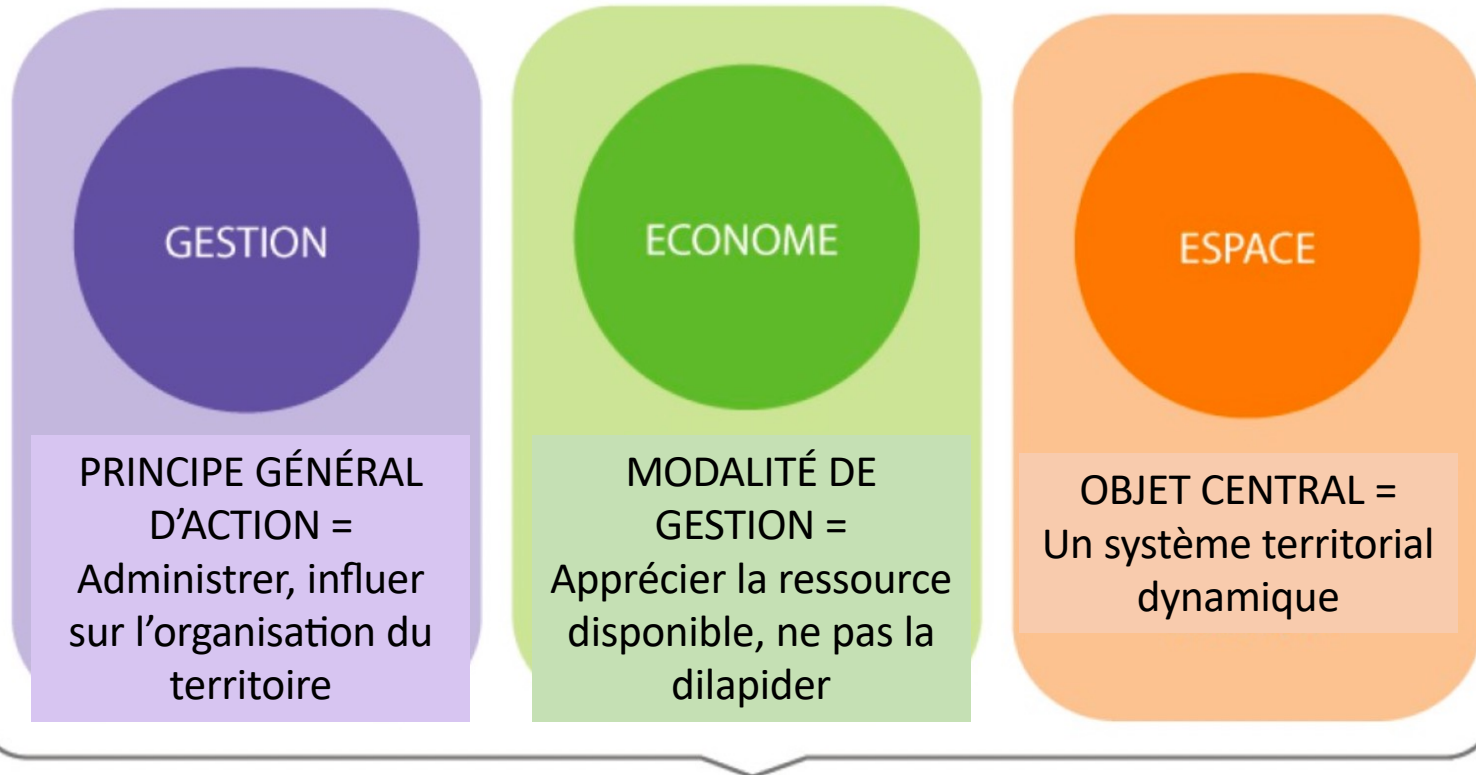 GESTION
PRINCIPE GÉNÉRAL
D’ACTION =
Administrer, influer
sur l’organisation du
territoire
ECONOME
MODALITÉ DE
GESTION =
Apprécier la ressource
disponible, ne pas la
dilapider
ESPACE
OBJET CENTRAL =
Un système territorial
dynamique